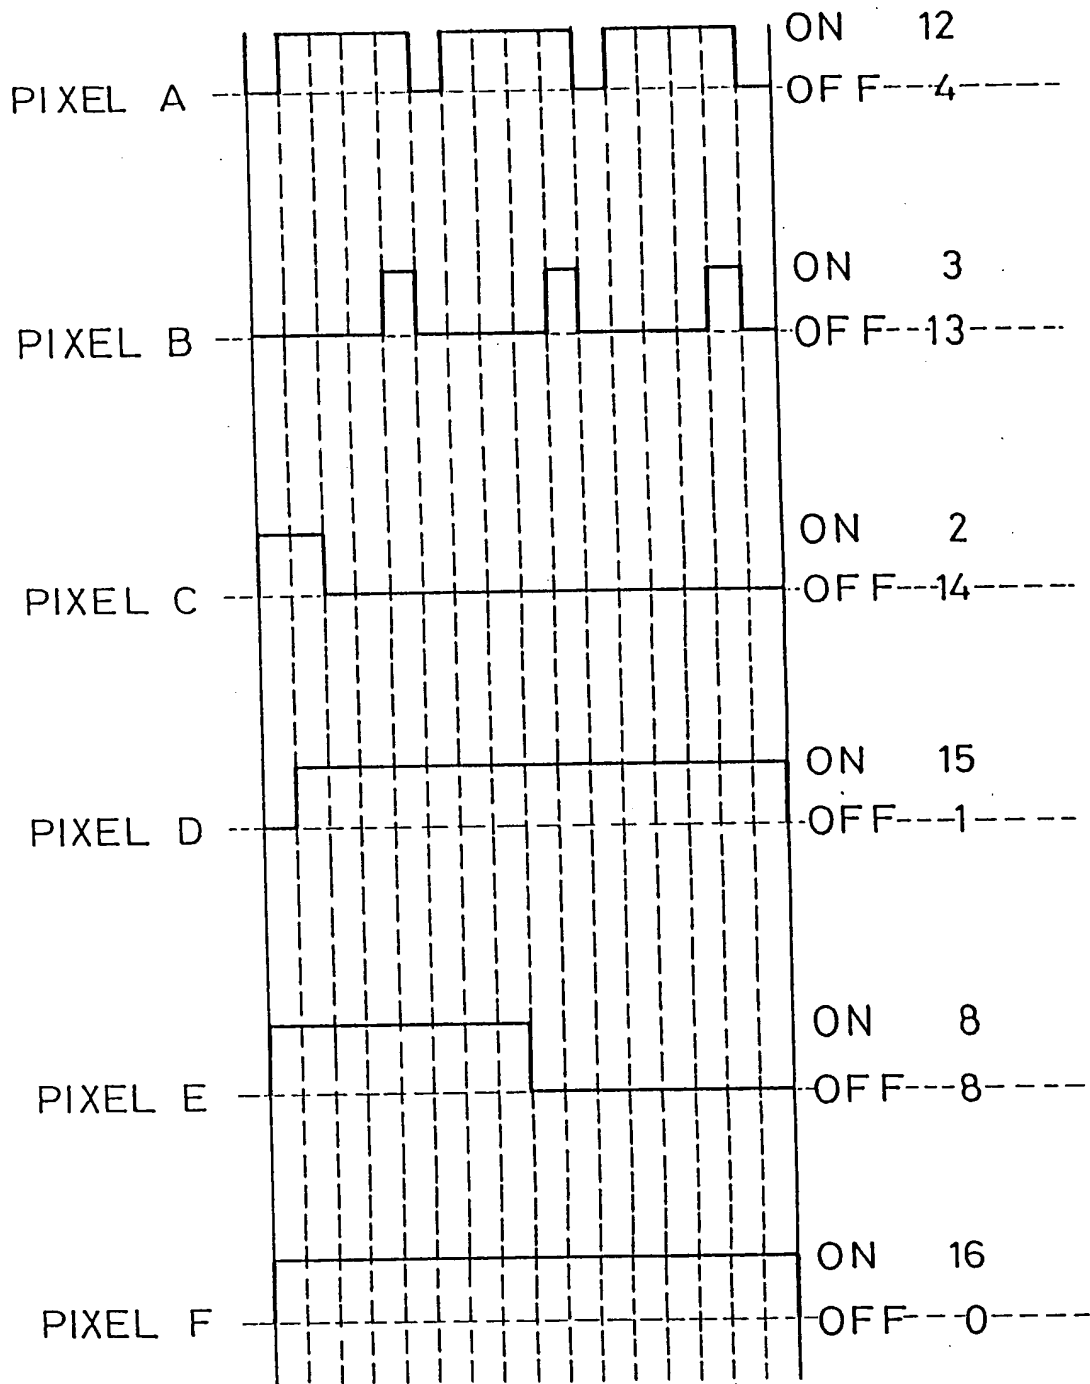 ON 12
PIXEL A OFF 4
ON 3
PIXEL B OFF 13
ON 2
PIXEL C OFF 14
ON 15
PIXEL D OFF 1
ON 8
PIXEL E OFF 8
ON 16
PIXEL F OFF 0